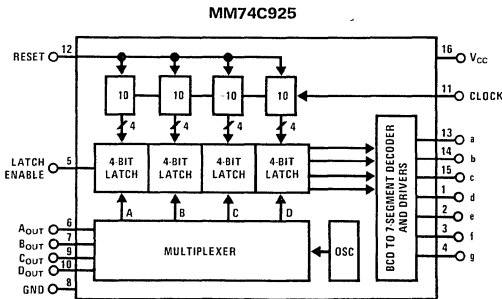 MM74C925
RESET 12
16 VCC
10 10 10 10
11 CLOCK
4 4 4 4
LATCH ENABLE 5
4-BIT LATCH 4-BIT LATCH 4-BIT LATCH 4-BIT LATCH
BCD TO 7-SEGMENT DECODER AND DRIVERS
13 a
14 b
15 c
1 d
2 e
3 f
4 g
A B C D
AOUT 6
BOUT 7
COUT 9
DOUT 10
GND 8
MULTIPLEXER
OSC